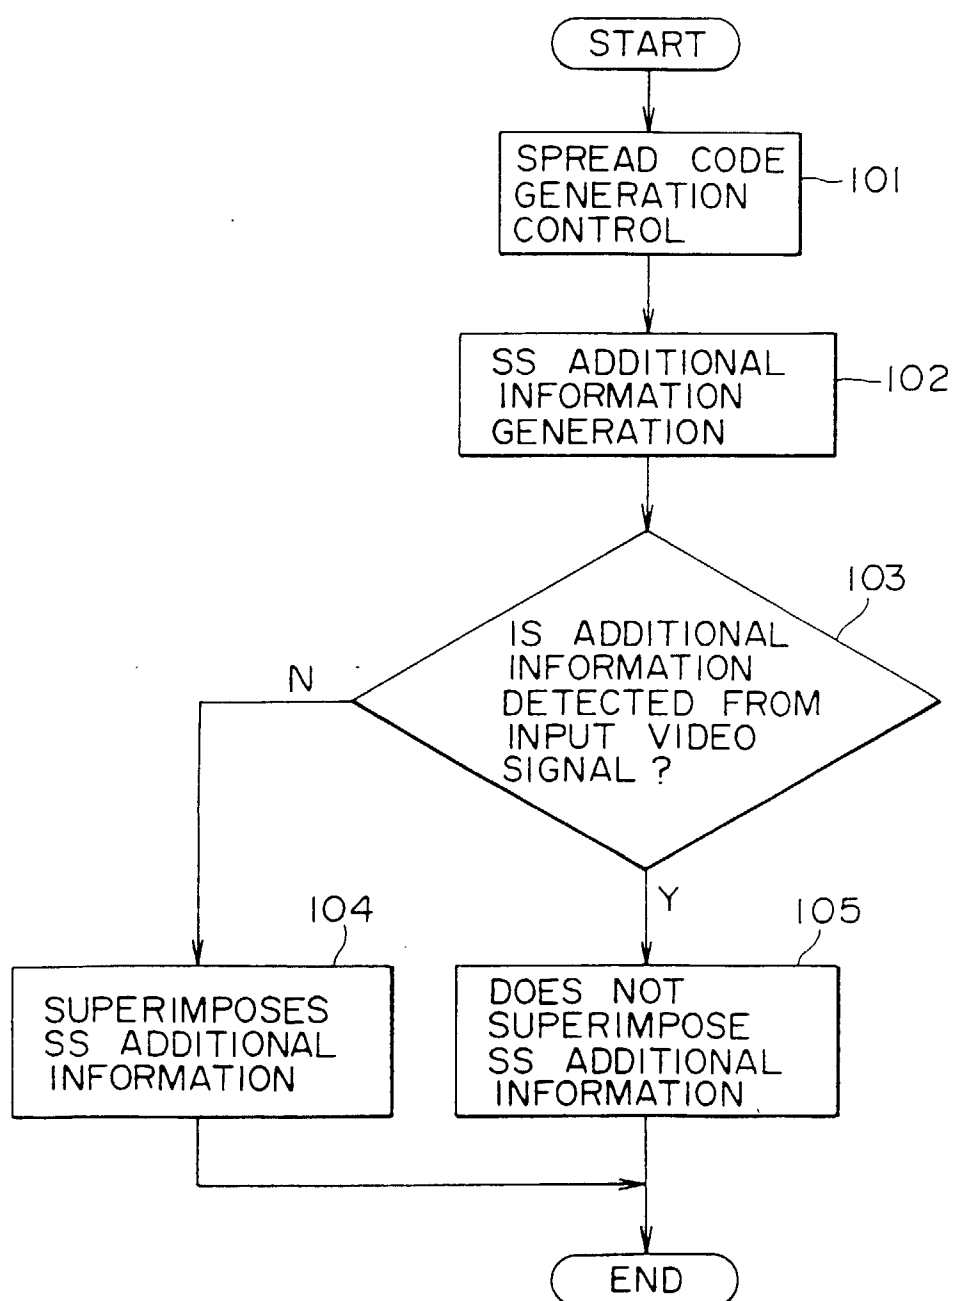 START
SPREAD CODE
GENERATION
CONTROL
101
SS ADDITIONAL
INFORMATION
GENERATION
102
103
IS ADDITIONAL
INFORMATION
DETECTED FROM
INPUT VIDEO
SIGNAL ?
N
Y
104
SUPERIMPOSES
SS ADDITIONAL
INFORMATION
105
DOES NOT
SUPERIMPOSE
SS ADDITIONAL
INFORMATION
END